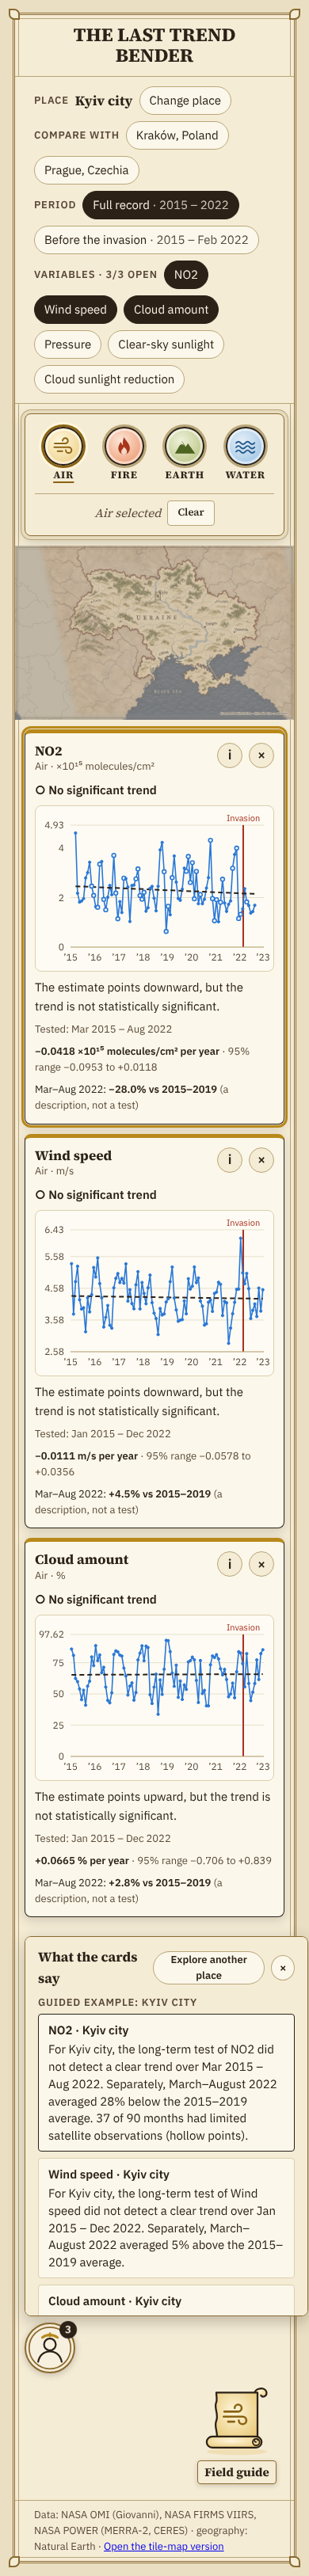 THE LAST TREND
BENDER
PLACE Kyiv city Change place
COMPARE WITH Kraków, Poland
Prague, Czechia
PERIOD Full record · 2015 – 2022
Before the invasion · 2015 – Feb 2022
VARIABLES · 3/3 OPEN NO2
Wind speed Cloud amount
Pressure Clear-sky sunlight
Cloud sunlight reduction
AIR FIRE EARTH WATER
Air selected Clear
UKRAINE
BLACK SEA
NO2 i ×
Air · ×10¹⁵ molecules/cm²
No significant trend
Invasion
4.93
4
2
0
'15 '16 '17 '18 '19 '20 '21 '22 '23
The estimate points downward, but the
trend is not statistically significant.
Tested: Mar 2015 – Aug 2022
−0.0418 ×10¹⁵ molecules/cm² per year · 95%
range −0.0953 to +0.0118
Mar–Aug 2022: −28.0% vs 2015–2019 (a
description, not a test)
Wind speed i ×
Air · m/s
No significant trend
Invasion
6.43
5.58
4.58
3.58
2.58
'15 '16 '17 '18 '19 '20 '21 '22 '23
The estimate points downward, but the
trend is not statistically significant.
Tested: Jan 2015 – Dec 2022
−0.0111 m/s per year · 95% range −0.0578 to
+0.0356
Mar–Aug 2022: +4.5% vs 2015–2019 (a
description, not a test)
Cloud amount i ×
Air · %
No significant trend
Invasion
97.62
75
50
25
0
'15 '16 '17 '18 '19 '20 '21 '22 '23
The estimate points upward, but the trend is
not statistically significant.
Tested: Jan 2015 – Dec 2022
+0.0665 % per year · 95% range −0.706 to +0.839
Mar–Aug 2022: +2.8% vs 2015–2019 (a
description, not a test)
What the cards
say
Explore another
place
×
GUIDED EXAMPLE: KYIV CITY
NO2 · Kyiv city
For Kyiv city, the long-term test of NO2 did
not detect a clear trend over Mar 2015 –
Aug 2022. Separately, March–August 2022
averaged 28% below the 2015–2019
average. 37 of 90 months had limited
satellite observations (hollow points).
Wind speed · Kyiv city
For Kyiv city, the long-term test of Wind
speed did not detect a clear trend over Jan
2015 – Dec 2022. Separately, March–
August 2022 averaged 5% above the 2015–
2019 average.
Cloud amount · Kyiv city
3
Field guide
Data: NASA OMI (Giovanni), NASA FIRMS VIIRS,
NASA POWER (MERRA-2, CERES) · geography:
Natural Earth · Open the tile-map version